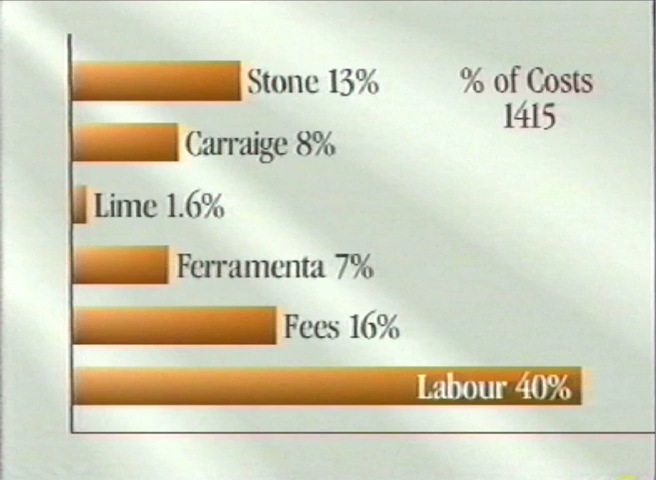 Stone 13%
% of Costs
1415
Carraige 8%
Lime 1.6%
Ferramenta 7%
Fees 16%
Labour 40%